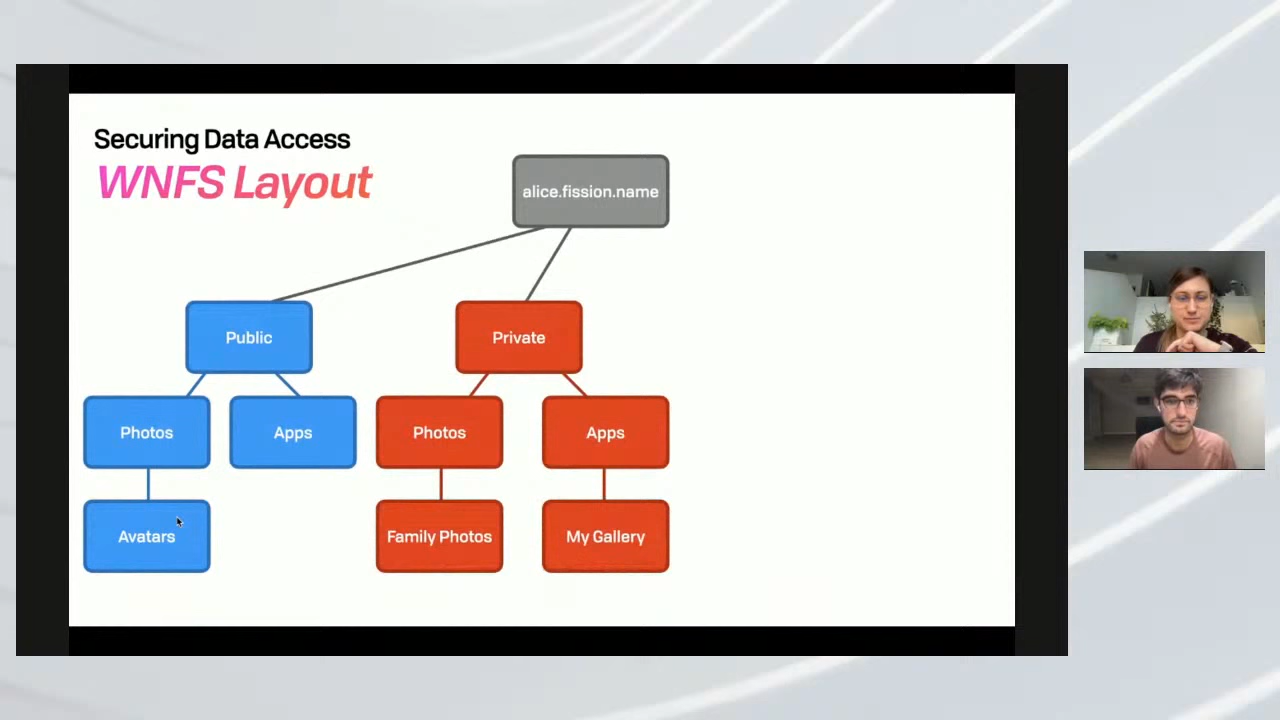 Securing Data Access
WNFS Layout
alice.fission.name
Public
Private
Photos
Apps
Photos
Apps
Avatars
Family Photos
My Gallery